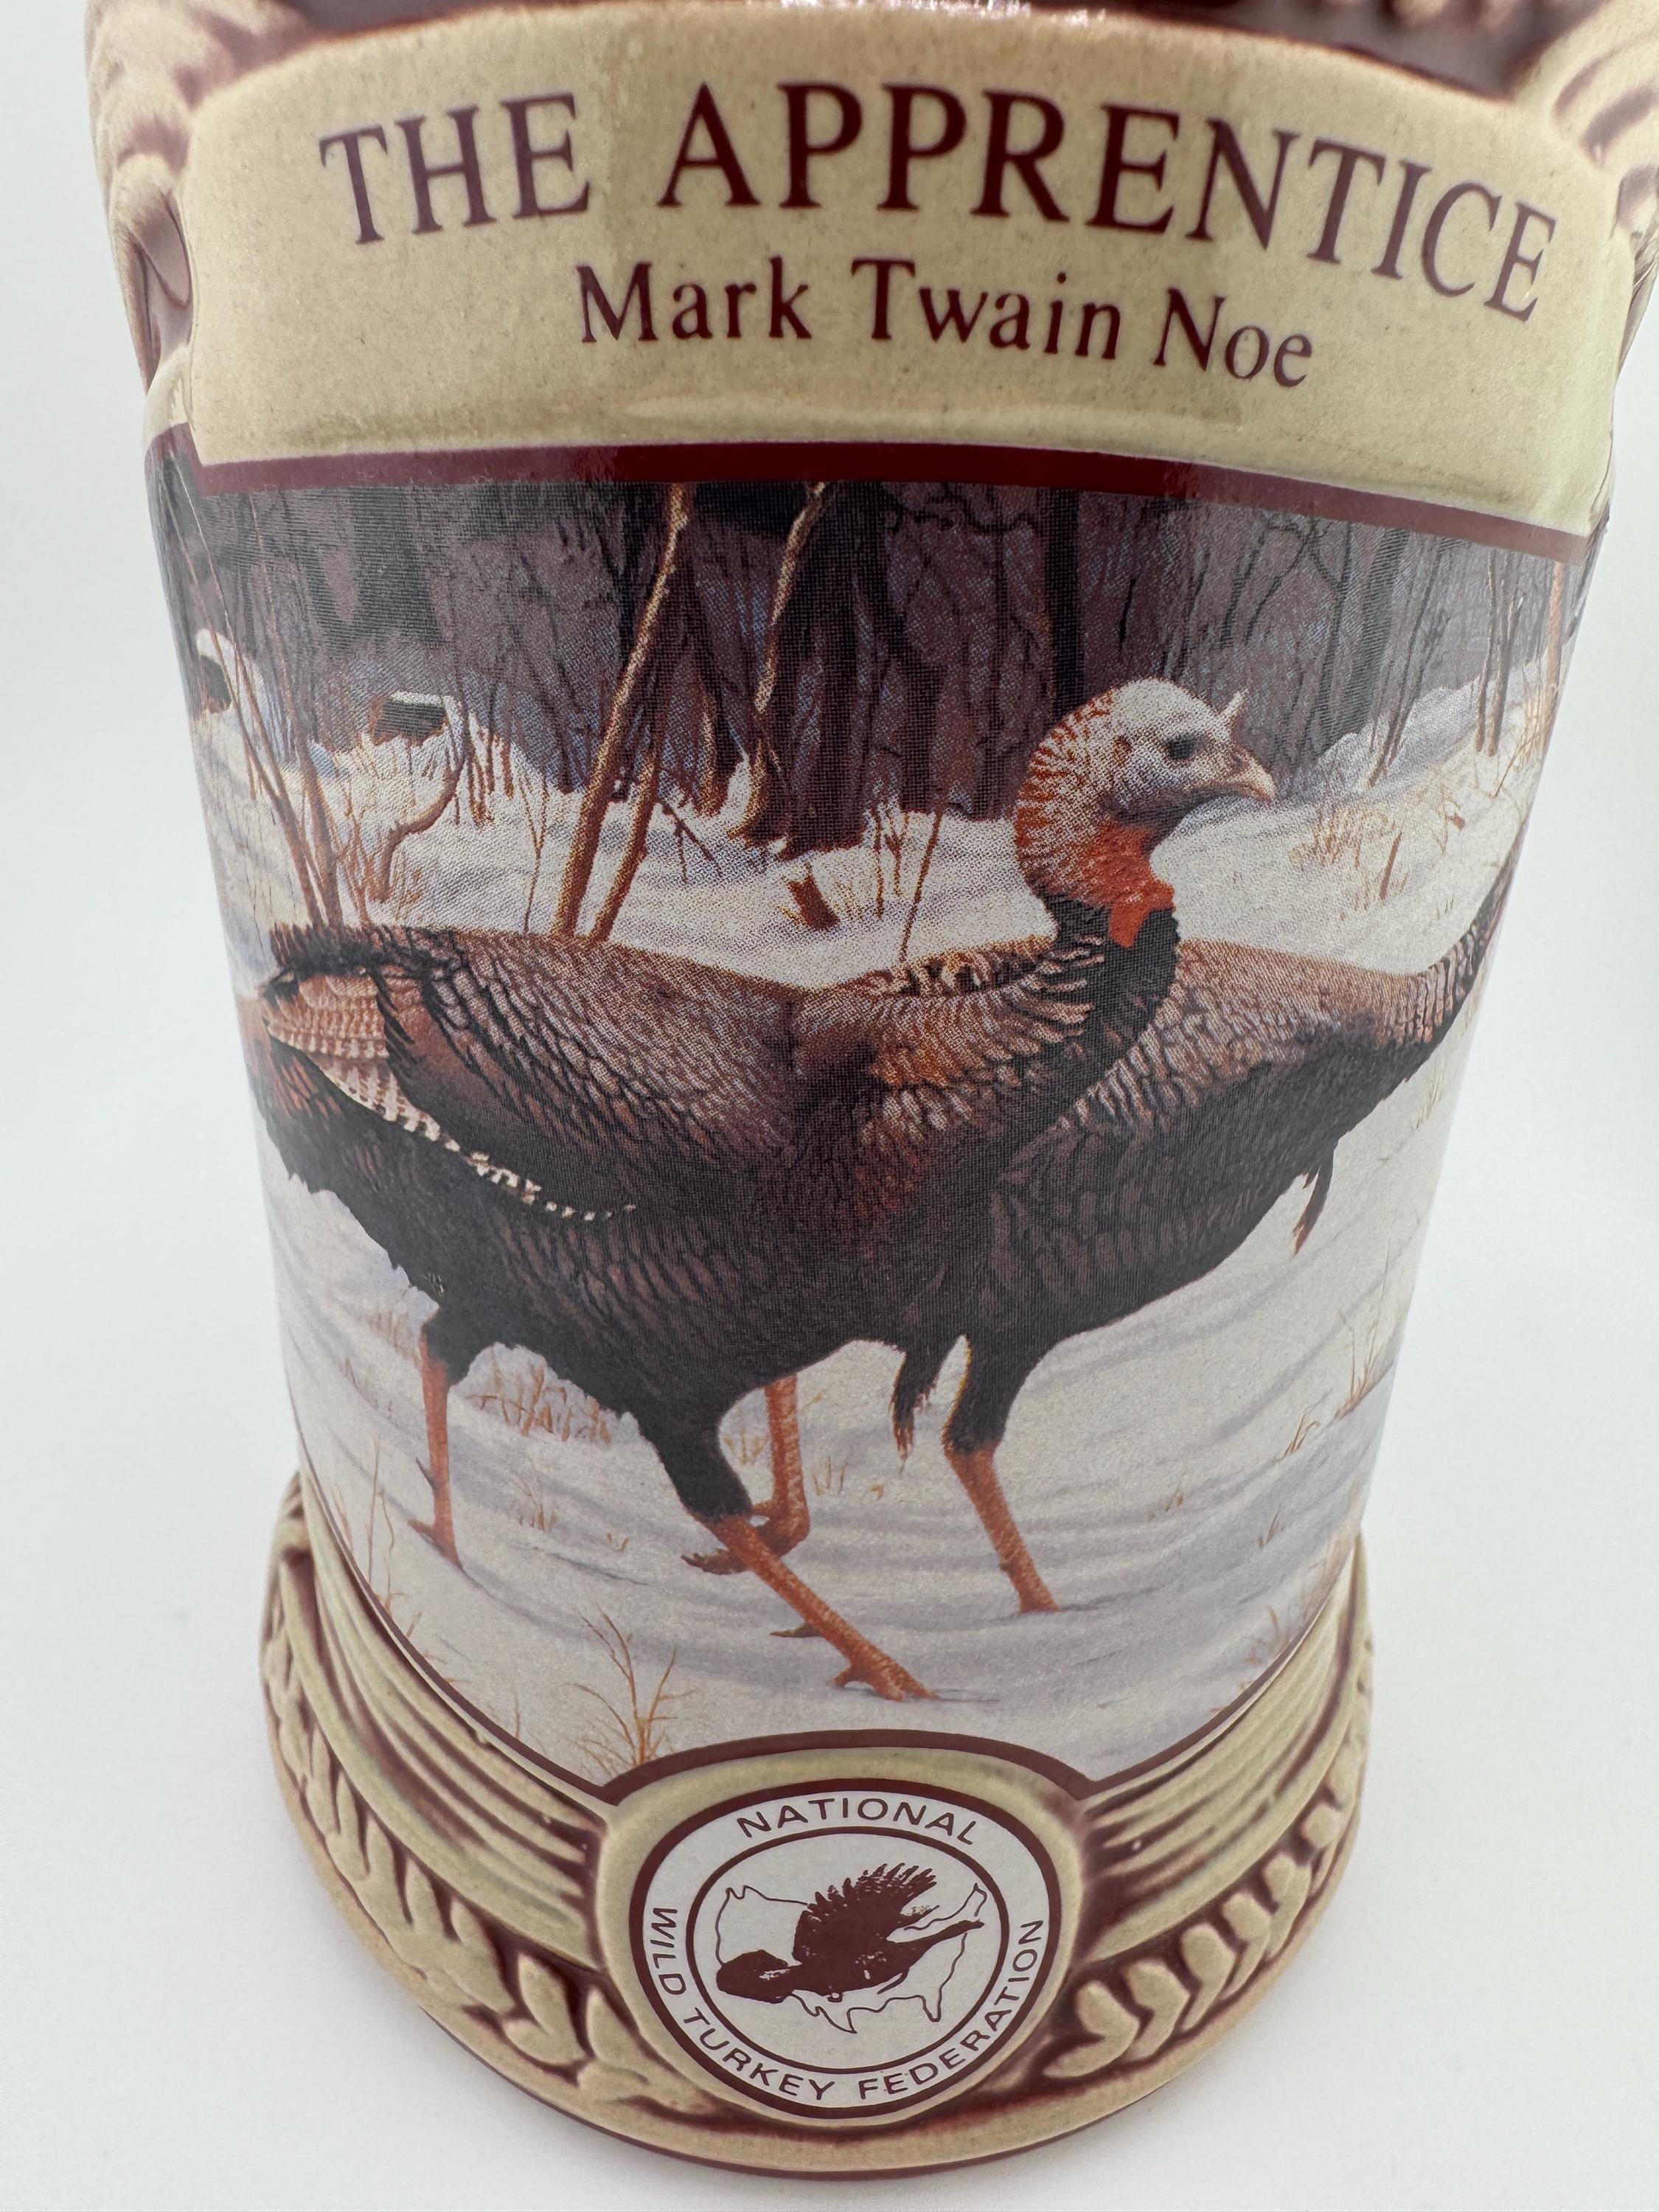 THE APPRENTICE
Mark Twain Noe
NATIONAL
WILD TURKEY FEDERATION